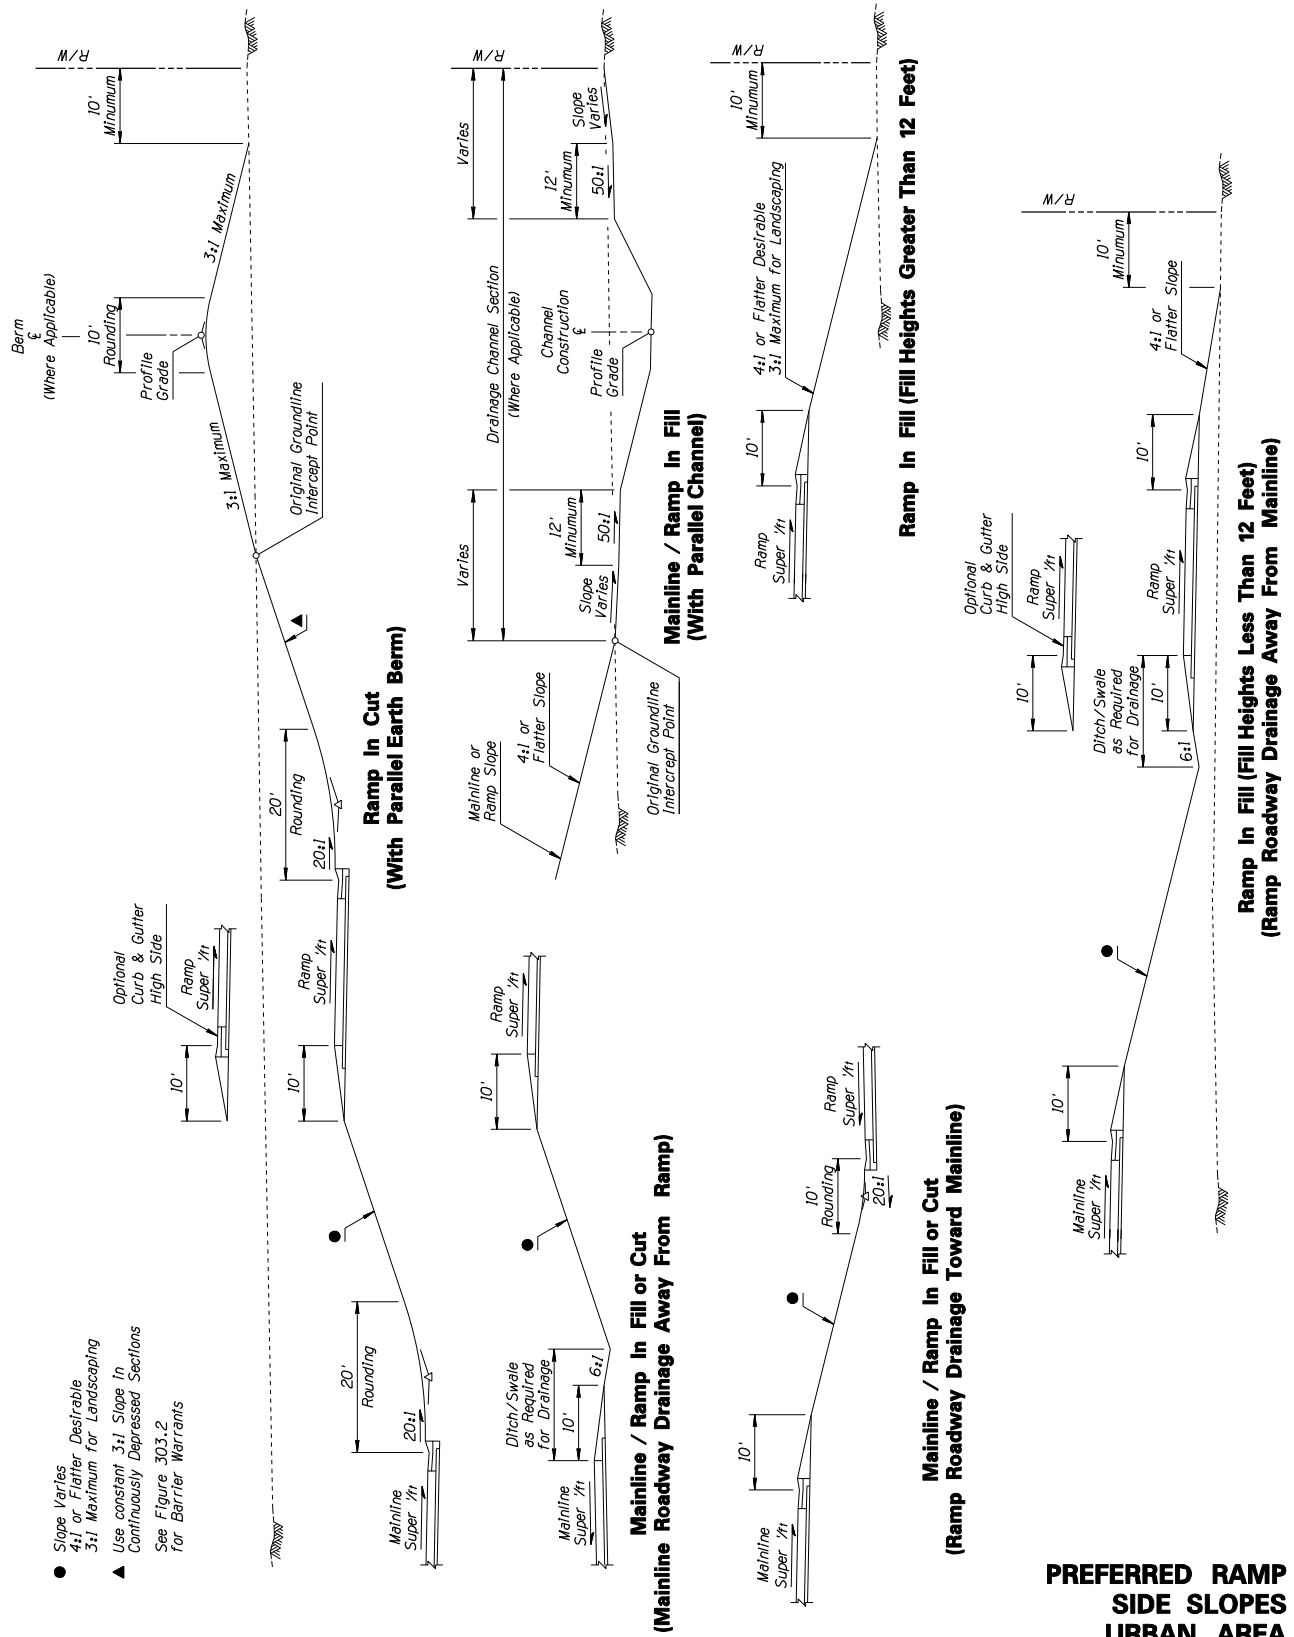 ● Slope Varies
4:1 or Flatter Desirable
3:1 Maximum for Landscaping
▲ Use constant 3:1 Slope in
Continuously Depressed Sections
See Figure 303.2
for Barrier Warrants
Berm
℄
(Where Applicable)
10'
Rounding
Profile
Grade
R/W
10'
Minumum
3:1 Maximum
3:1 Maximum
Original Groundline
Intercept Point
Optional
Curb & Gutter
High Side
Ramp
Super '/ft
10'
20'
Rounding
20:1
Ramp
Super '/ft
10'
20'
Rounding
20:1
Mainline
Super '/ft
Ramp In Cut
(With Parallel Earth Berm)
Ramp
Super '/ft
10'
Ditch/Swale
as Required
for Drainage
10'
6:1
Mainline
Super '/ft
Mainline / Ramp In Fill or Cut
(Mainline Roadway Drainage Away From Ramp)
R/W
Varies
Drainage Channel Section
(Where Applicable)
Varies
Slope
Varies
12'
Minumum
50:1
Channel
Construction
℄
Profile
Grade
12'
Minumum
50:1
Slope
Varies
Mainline or
Ramp Slope
4:1 or
Flatter Slope
Original Groundline
Intercrept Point
Mainline / Ramp In Fill
(With Parallel Channel)
Mainline
Super '/ft
10'
10'
Rounding
20:1
Ramp
Super '/ft
Mainline / Ramp In Fill or Cut
(Ramp Roadway Drainage Toward Mainline)
R/W
10'
Minumum
4:1 or Flatter Desirable
3:1 Maximum for Landscaping
10'
Ramp
Super '/ft
Ramp In Fill (Fill Heights Greater Than 12 Feet)
R/W
10'
Minumum
4:1 or
Flatter Slope
10'
Optional
Curb & Gutter
High Side
Ramp
Super '/ft
10'
Ramp
Super '/ft
Ditch/Swale
as Required
for Drainage
10'
6:1
10'
Mainline
Super '/ft
Ramp In Fill (Fill Heights Less Than 12 Feet)
(Ramp Roadway Drainage Away From Mainline)
PREFERRED RAMP
SIDE SLOPES
URBAN AREA